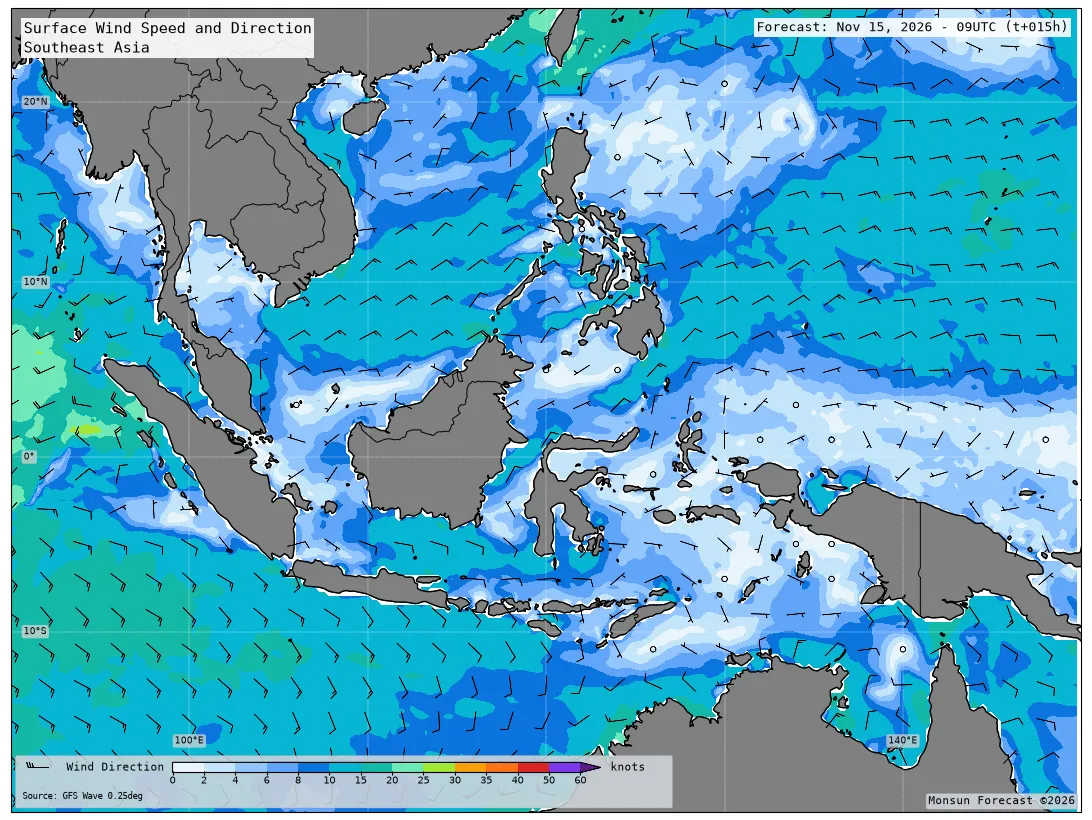 Surface Wind Speed and Direction
Southeast Asia
Forecast: Nov 15, 2026 - 09UTC (t+015h)
20°N
10°N
0°
10°S
100°E
140°E
Wind Direction
0 2 4 6 8 10 15 20 25 30 35 40 50 60
knots
Source: GFS Wave 0.25deg
Monsun Forecast ©2026